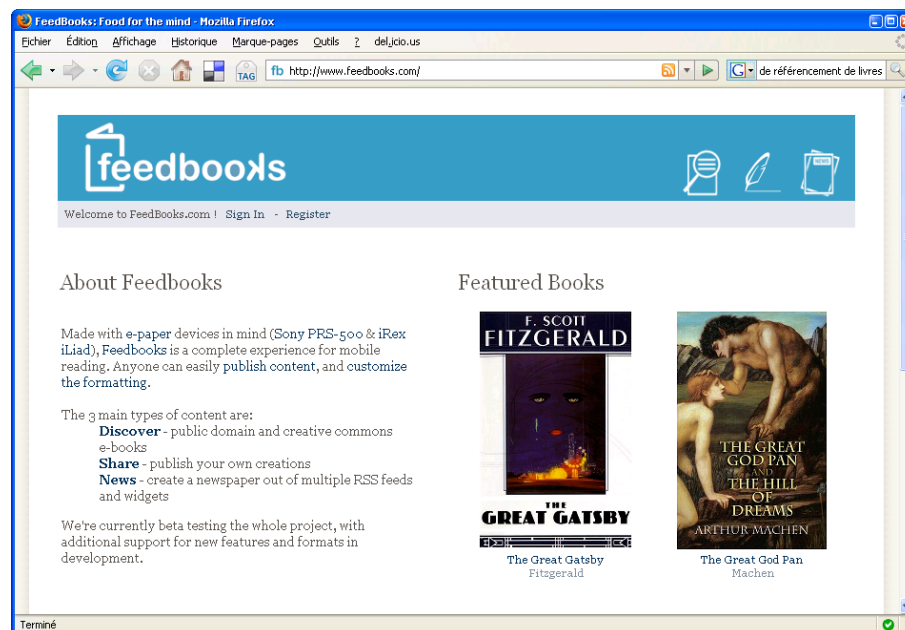 FeedBooks: Food for the mind - Mozilla Firefox
Fichier Édition Affichage Historique Marque-pages Outils ? del.icio.us
TAG fb http://www.feedbooks.com/ G de référencement de livres
feedbooks
NEWS
Welcome to FeedBooks.com ! Sign In - Register
About Feedbooks
Made with e-paper devices in mind (Sony PRS-500 & iRex
iLiad), Feedbooks is a complete experience for mobile
reading. Anyone can easily publish content, and customize
the formatting.
The 3 main types of content are:
Discover - public domain and creative commons
e-books
Share - publish your own creations
News - create a newspaper out of multiple RSS feeds
and widgets
We're currently beta testing the whole project, with
additional support for new features and formats in
development.
Featured Books
F. SCOTT
FITZGERALD
THE
GREAT GATSBY
The Great Gatsby
Fitzgerald
THE GREAT
GOD PAN
AND
THE HILL
OF
DREAMS
ARTHUR MACHEN
The Great God Pan
Machen
Terminé